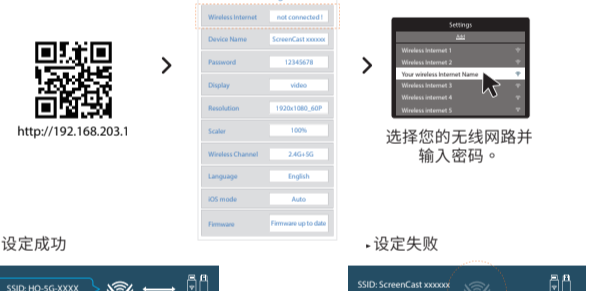 http://192.168.203.1
Wireless Internet not connected !
Device Name ScreenCast xxxxxx
Password 12345678
Display video
Resolution 1920x1080_60P
Scaler 100%
Wireless Channel 2.4G+5G
Language English
iOS mode Auto
Firmware Firmware up to date
Settings
Add
Wireless Internet 1
Wireless Internet 2
Your wireless Internet Name
Wireless Internet 3
Wireless internet 4
Wireless internet 5
选择您的无线网路并
输入密码。
设定成功
▸设定失败
SSID: HO-5G-XXXX
SSID: ScreenCast xxxxxx